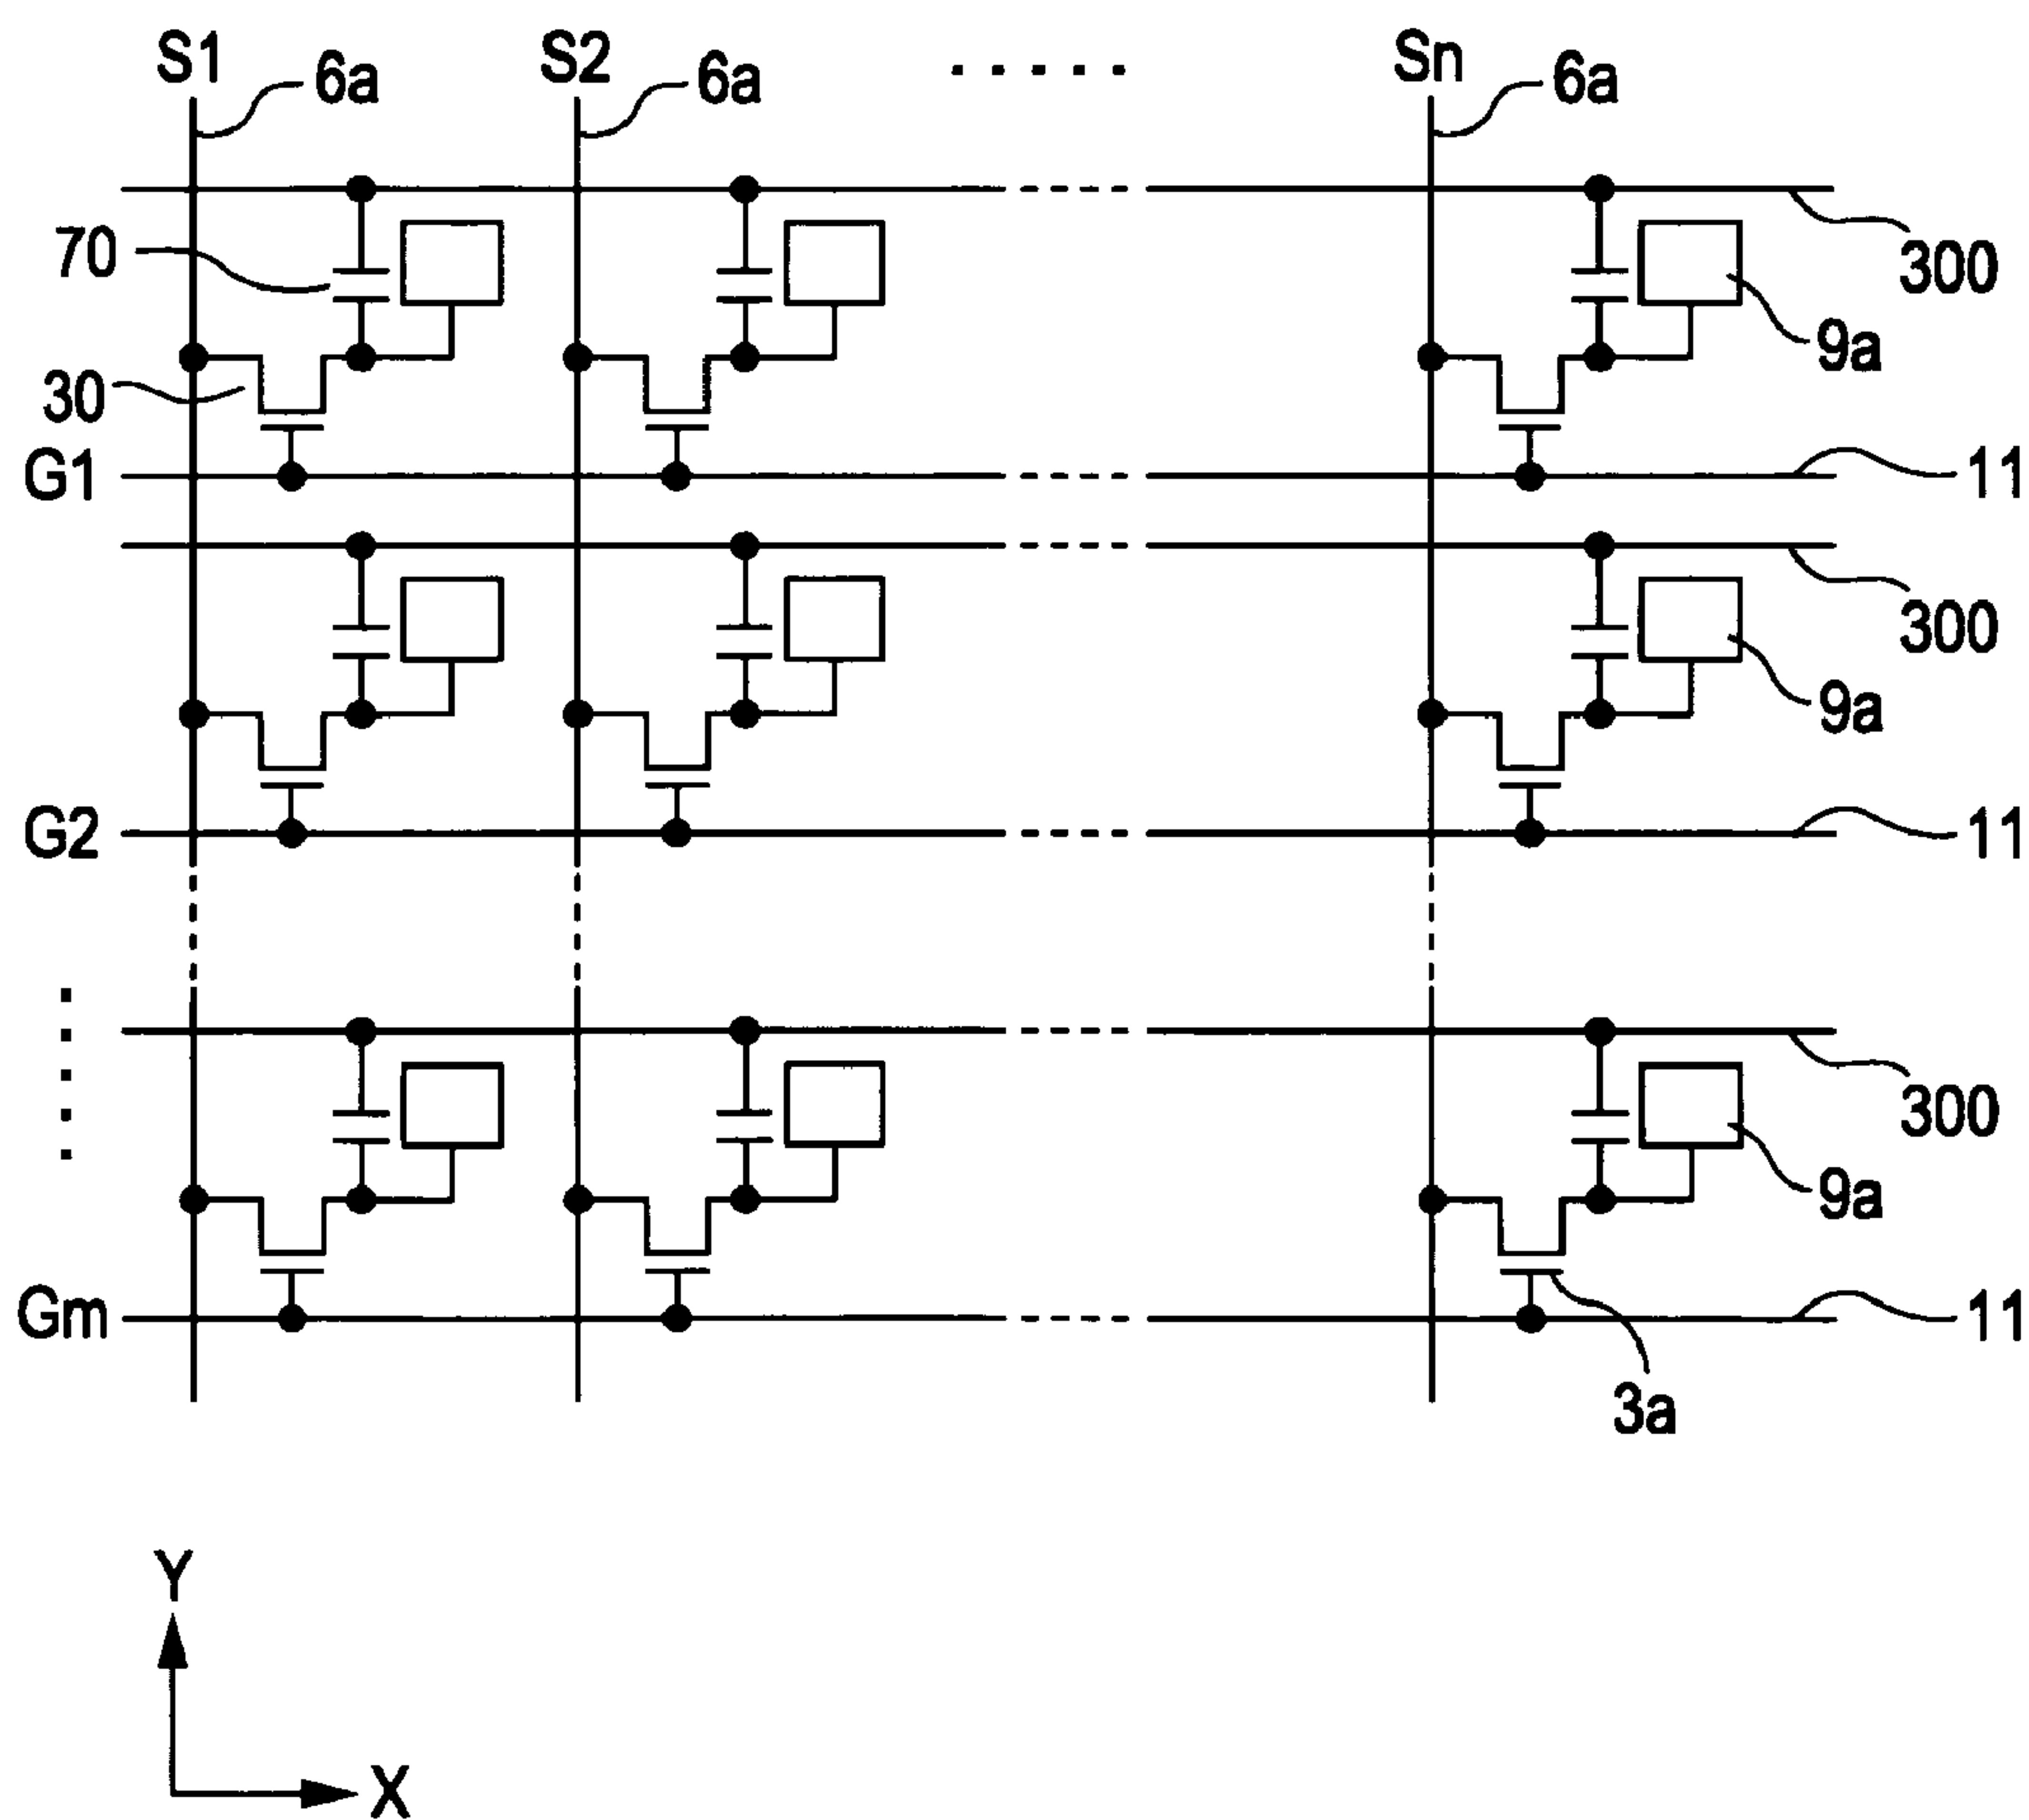 S1 6a S2 6a ..... Sn 6a
70 300
9a
30
G1 11
300
9a
G2 11
300
9a
Gm 11
3a
Y
X